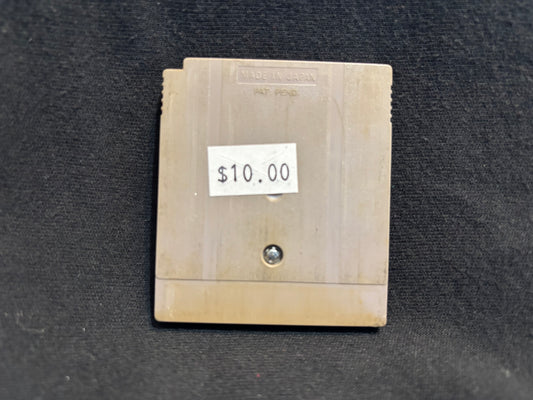 MADE IN JAPAN
PAT. PEND.
$10.00